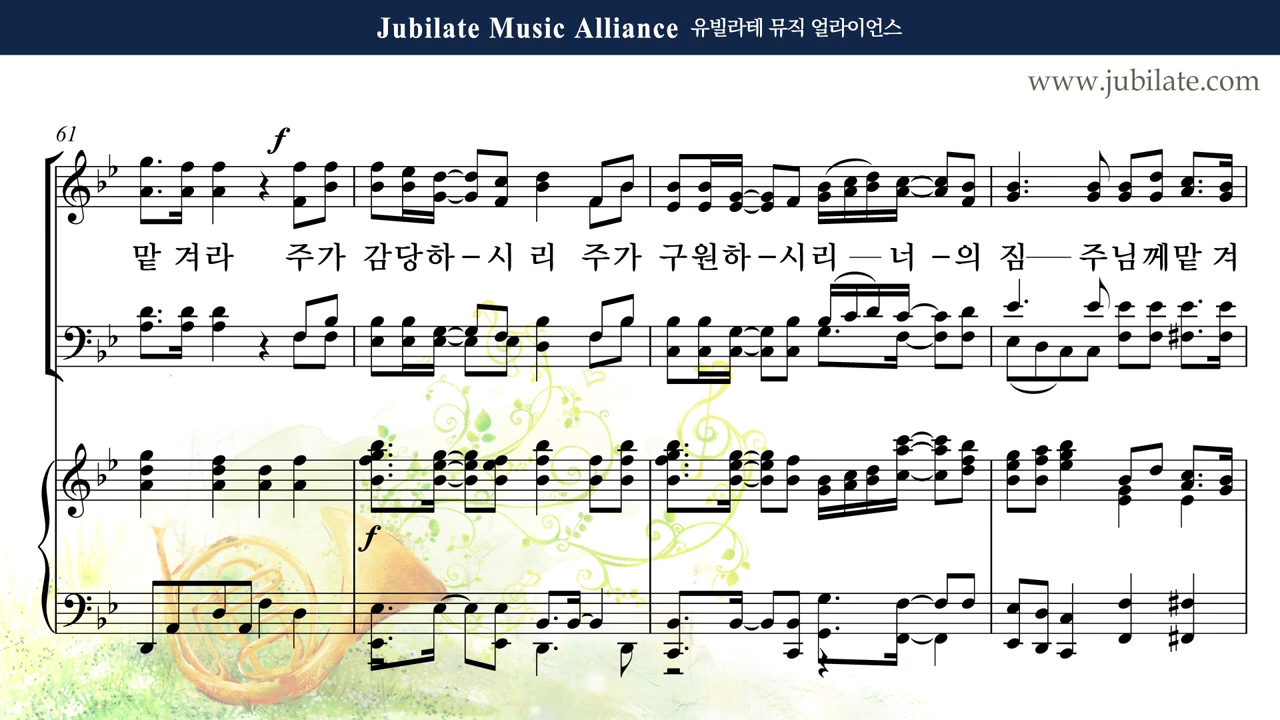 Jubilate Music Alliance 유빌라테 뮤직 얼라이언스
www.jubilate.com
61
f
맡 겨라 주가 감당하-시 리 주가 구원하-시리 — 너 -의 짐 — 주님께맡 겨
f